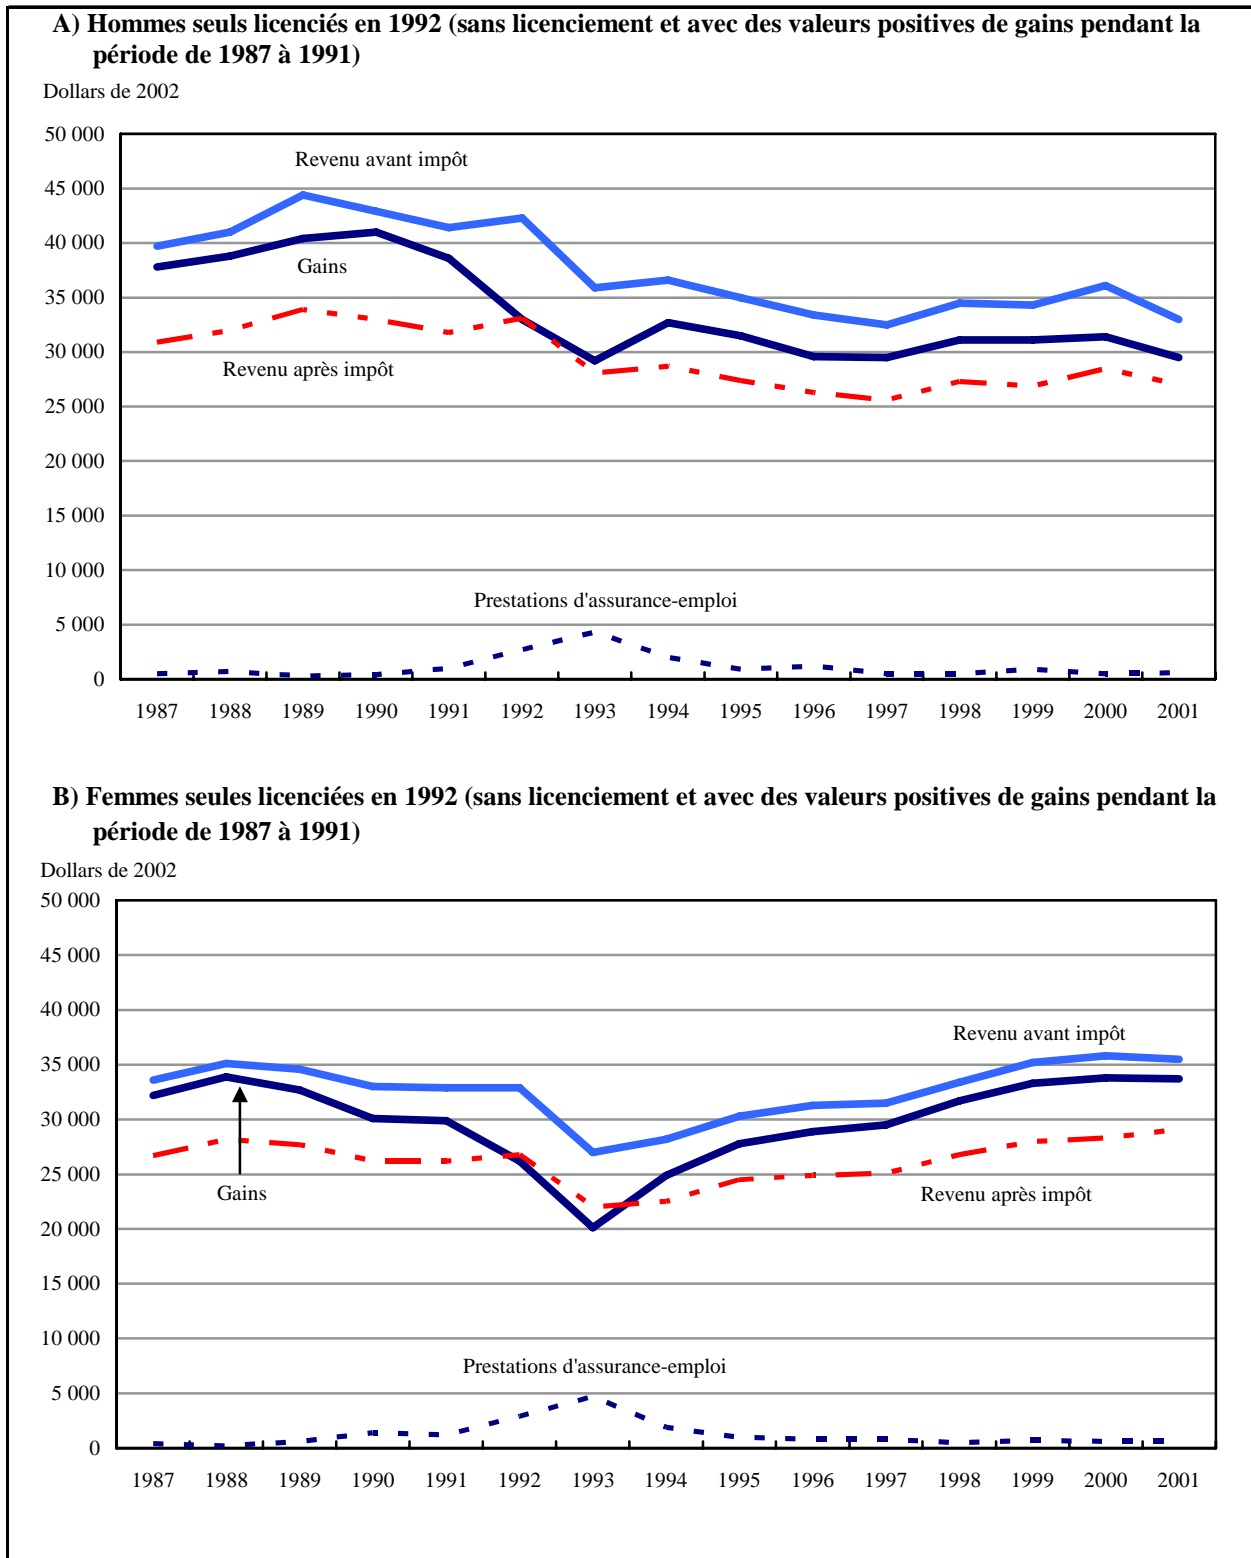 A) Hommes seuls licenciés en 1992 (sans licenciement et avec des valeurs positives de gains pendant la
période de 1987 à 1991)
Dollars de 2002
50 000
45 000
40 000
35 000
30 000
25 000
20 000
15 000
10 000
5 000
0
Revenu avant impôt
Gains
Revenu après impôt
Prestations d'assurance-emploi
1987 1988 1989 1990 1991 1992 1993 1994 1995 1996 1997 1998 1999 2000 2001
B) Femmes seules licenciées en 1992 (sans licenciement et avec des valeurs positives de gains pendant la
période de 1987 à 1991)
Dollars de 2002
50 000
45 000
40 000
35 000
30 000
25 000
20 000
15 000
10 000
5 000
0
Revenu avant impôt
Gains
Revenu après impôt
Prestations d'assurance-emploi
1987 1988 1989 1990 1991 1992 1993 1994 1995 1996 1997 1998 1999 2000 2001